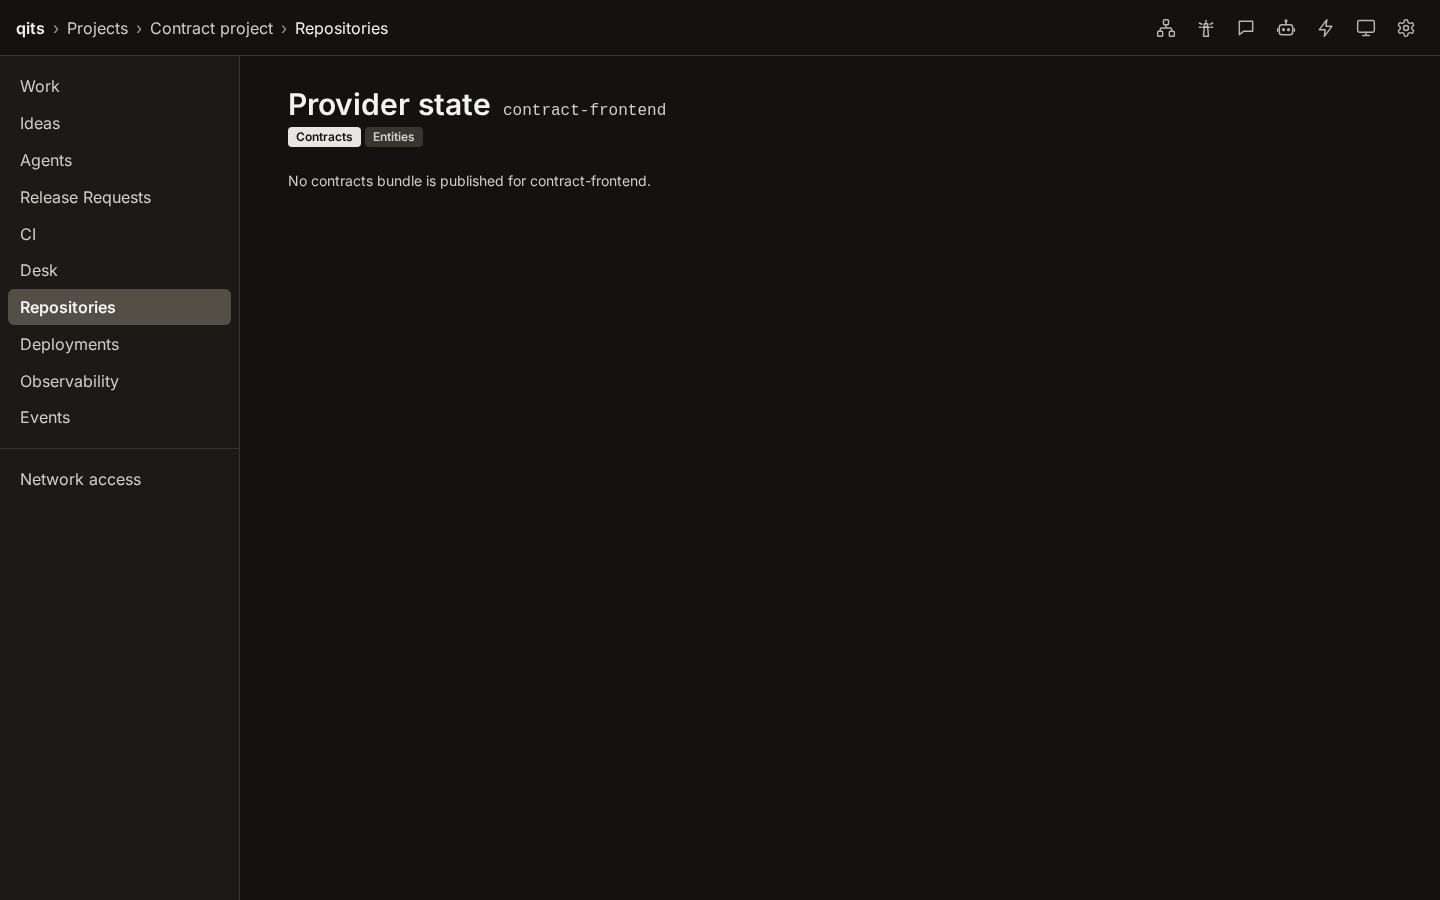 qits › Projects › Contract project › Repositories
Work
Ideas
Agents
Release Requests
CI
Desk
Repositories
Deployments
Observability
Events
Network access
Provider state contract-frontend
Contracts Entities
No contracts bundle is published for contract-frontend.